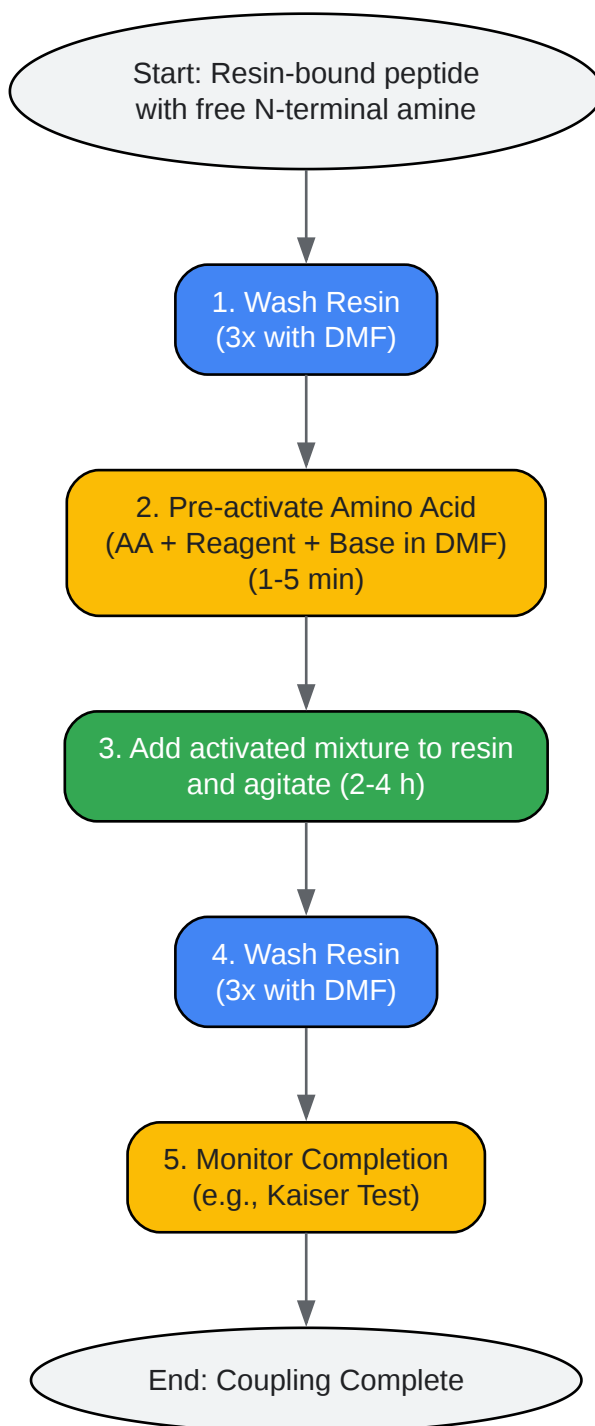 Start: Resin-bound peptide
with free N-terminal amine
1. Wash Resin
(3x with DMF)
2. Pre-activate Amino Acid
(AA + Reagent + Base in DMF)
(1-5 min)
3. Add activated mixture to resin
and agitate (2-4 h)
4. Wash Resin
(3x with DMF)
5. Monitor Completion
(e.g., Kaiser Test)
End: Coupling Complete